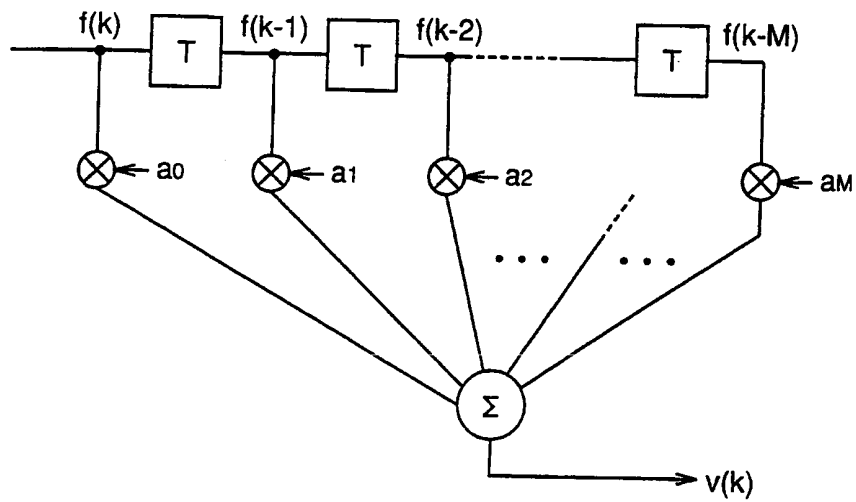 f(k) f(k-1) f(k-2) f(k-M)
T T T
a0 a1 a2 aM
Σ
v(k)